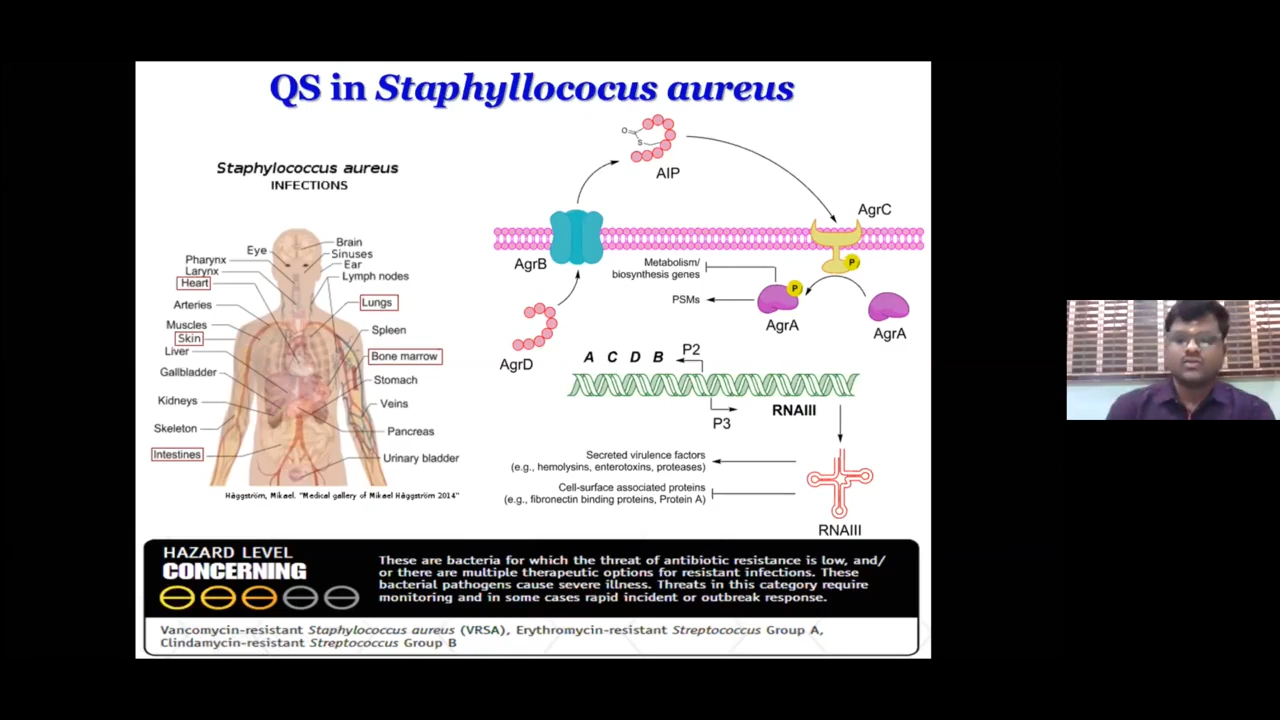 QS in Staphyllococus aureus
Staphylococcus aureus
INFECTIONS
Brain
Eye
Sinuses
Pharynx
Ear
Larynx
Lymph nodes
Heart
Lungs
Arteries
Muscles
Spleen
Skin
Liver
Bone marrow
Gallbladder
Stomach
Kidneys
Veins
Skeleton
Pancreas
Intestines
Urinary bladder
Häggström, Mikael. "Medical gallery of Mikael Häggström 2014"
O
S
AIP
AgrC
P
AgrB
Metabolism/
biosynthesis genes
P
PSMs
AgrA
AgrA
AgrD
A C D B
P2
P3
RNAIII
Secreted virulence factors
(e.g., hemolysins, enterotoxins, proteases)
Cell-surface associated proteins
(e.g., fibronectin binding proteins, Protein A)
RNAIII
HAZARD LEVEL
CONCERNING
These are bacteria for which the threat of antibiotic resistance is low, and/
or there are multiple therapeutic options for resistant infections. These
bacterial pathogens cause severe illness. Threats in this category require
monitoring and in some cases rapid incident or outbreak response.
Vancomycin-resistant Staphylococcus aureus (VRSA), Erythromycin-resistant Streptococcus Group A,
Clindamycin-resistant Streptococcus Group B